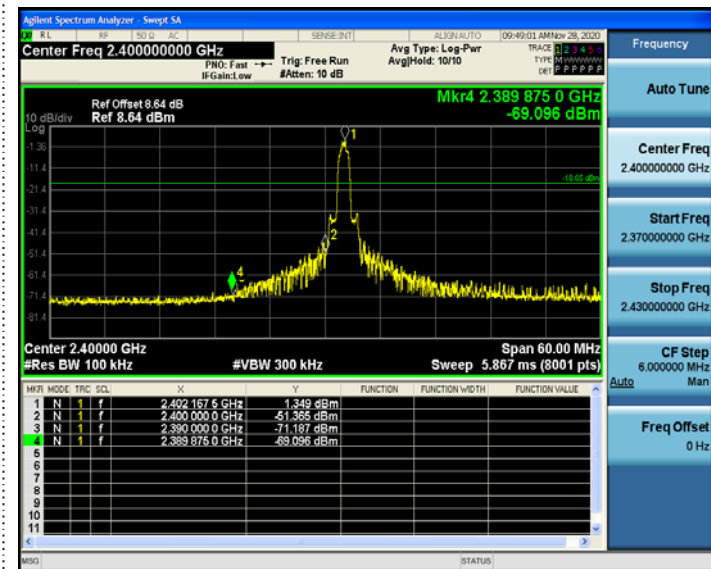 Agilent Spectrum Analyzer - Swept SA
RL RF 50 Ω AC SENSE:INT ALIGN AUTO 09:49:01 AM Nov 28, 2020
Center Freq 2.400000000 GHz
PNO: Fast
IFGain:Low
Trig: Free Run
#Atten: 10 dB
Avg Type: Log-Pwr
Avg|Hold: 10/10
TRACE 1 2 3 4 5 6
TYPE M
DET P P P P P P
Ref Offset 8.64 dB
10 dB/div Ref 8.64 dBm
Log
Mkr4 2.389 875 0 GHz
-69.096 dBm
1
-1.36
-11.4
-18.65 dBm
-21.4
-31.4
-41.4
2
-51.4
-61.4
4
-71.4
-81.4
Center 2.40000 GHz Span 60.00 MHz
#Res BW 100 kHz #VBW 300 kHz Sweep 5.867 ms (8001 pts)
MKR MODE TRC SCL X Y FUNCTION FUNCTION WIDTH FUNCTION VALUE
1 N 1 f 2.402 167 5 GHz 1.349 dBm
2 N 1 f 2.400 000 0 GHz -51.365 dBm
3 N 1 f 2.390 000 0 GHz -71.187 dBm
4 N 1 f 2.389 875 0 GHz -69.096 dBm
5
6
7
8
9
10
11
MSG STATUS
Frequency
Auto Tune
Center Freq
2.400000000 GHz
Start Freq
2.370000000 GHz
Stop Freq
2.430000000 GHz
CF Step
6.000000 MHz
Auto Man
Freq Offset
0 Hz